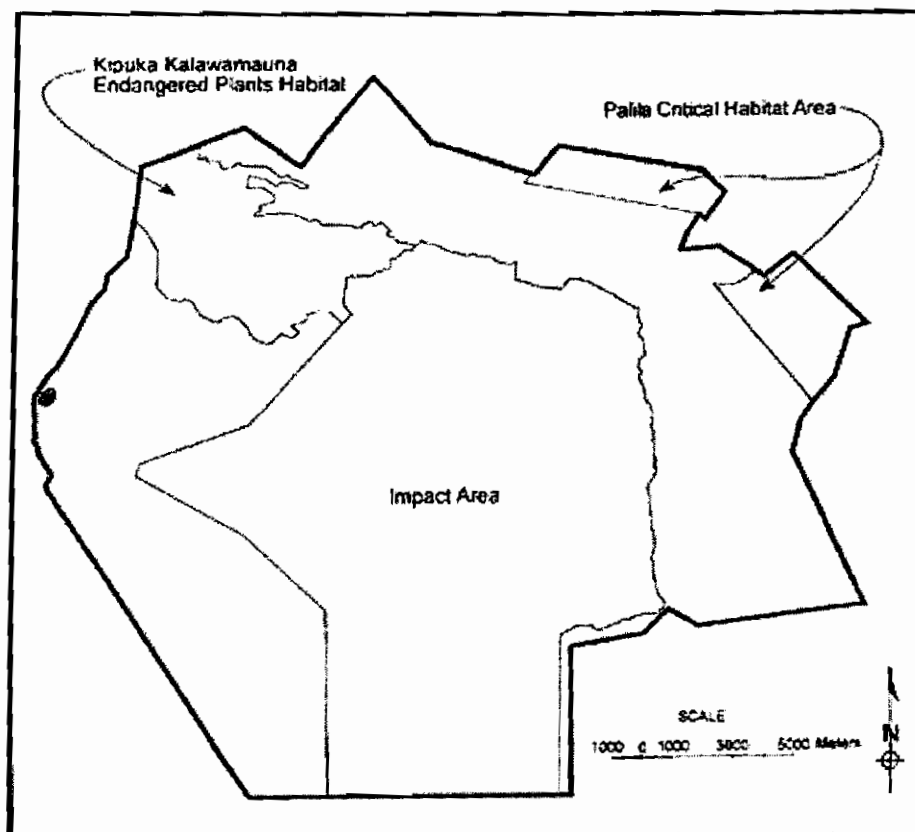 Kipuka Kalawamauna
Endangered Plants Habitat
Palila Critical Habitat Area
Impact Area
SCALE
1000 0 1000 3000 5000 Meters
N